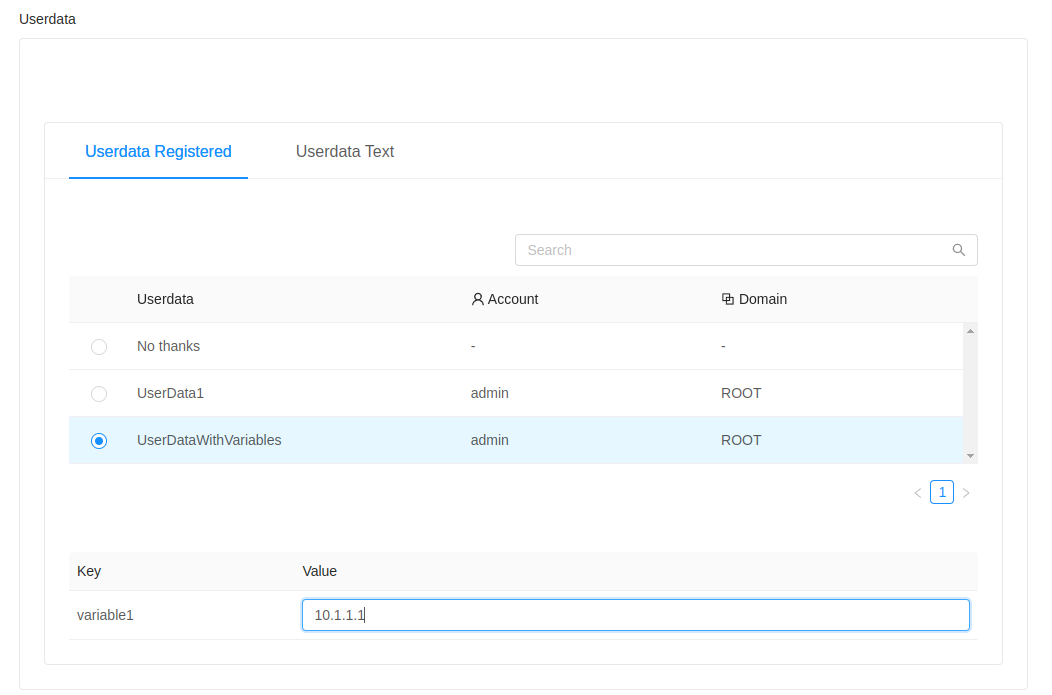 Userdata
Userdata Registered Userdata Text
Search
Userdata Account Domain
No thanks - -
UserData1 admin ROOT
UserDataWithVariables admin ROOT
1
Key Value
variable1 10.1.1.1